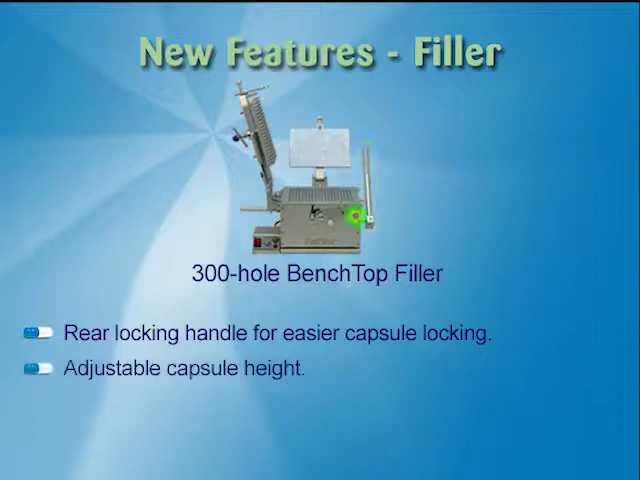 New Features - Filler
300-hole BenchTop Filler
Rear locking handle for easier capsule locking.
Adjustable capsule height.